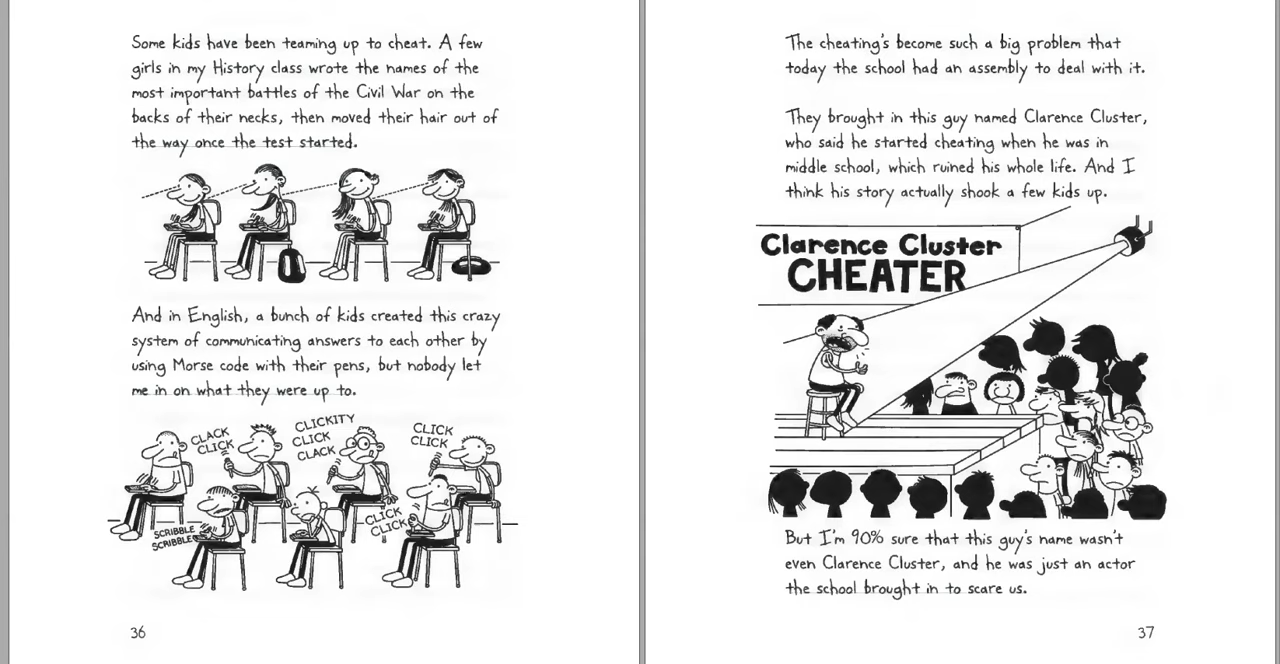 Some kids have been teaming up to cheat. A few
girls in my History class wrote the names of the
most important battles of the Civil War on the
backs of their necks, then moved their hair out of
the way once the test started.
And in English, a bunch of kids created this crazy
system of communicating answers to each other by
using Morse code with their pens, but nobody let
me in on what they were up to.
CLACK
CLICK
CLICKITY
CLICK
CLACK
CLICK
CLICK
SCRIBBLE
SCRIBBLE
CLICK
CLICK
36
The cheating's become such a big problem that
today the school had an assembly to deal with it.
They brought in this guy named Clarence Cluster,
who said he started cheating when he was in
middle school, which ruined his whole life. And I
think his story actually shook a few kids up.
Clarence Cluster
CHEATER
But I'm 90% sure that this guy's name wasn't
even Clarence Cluster, and he was just an actor
the school brought in to scare us.
37